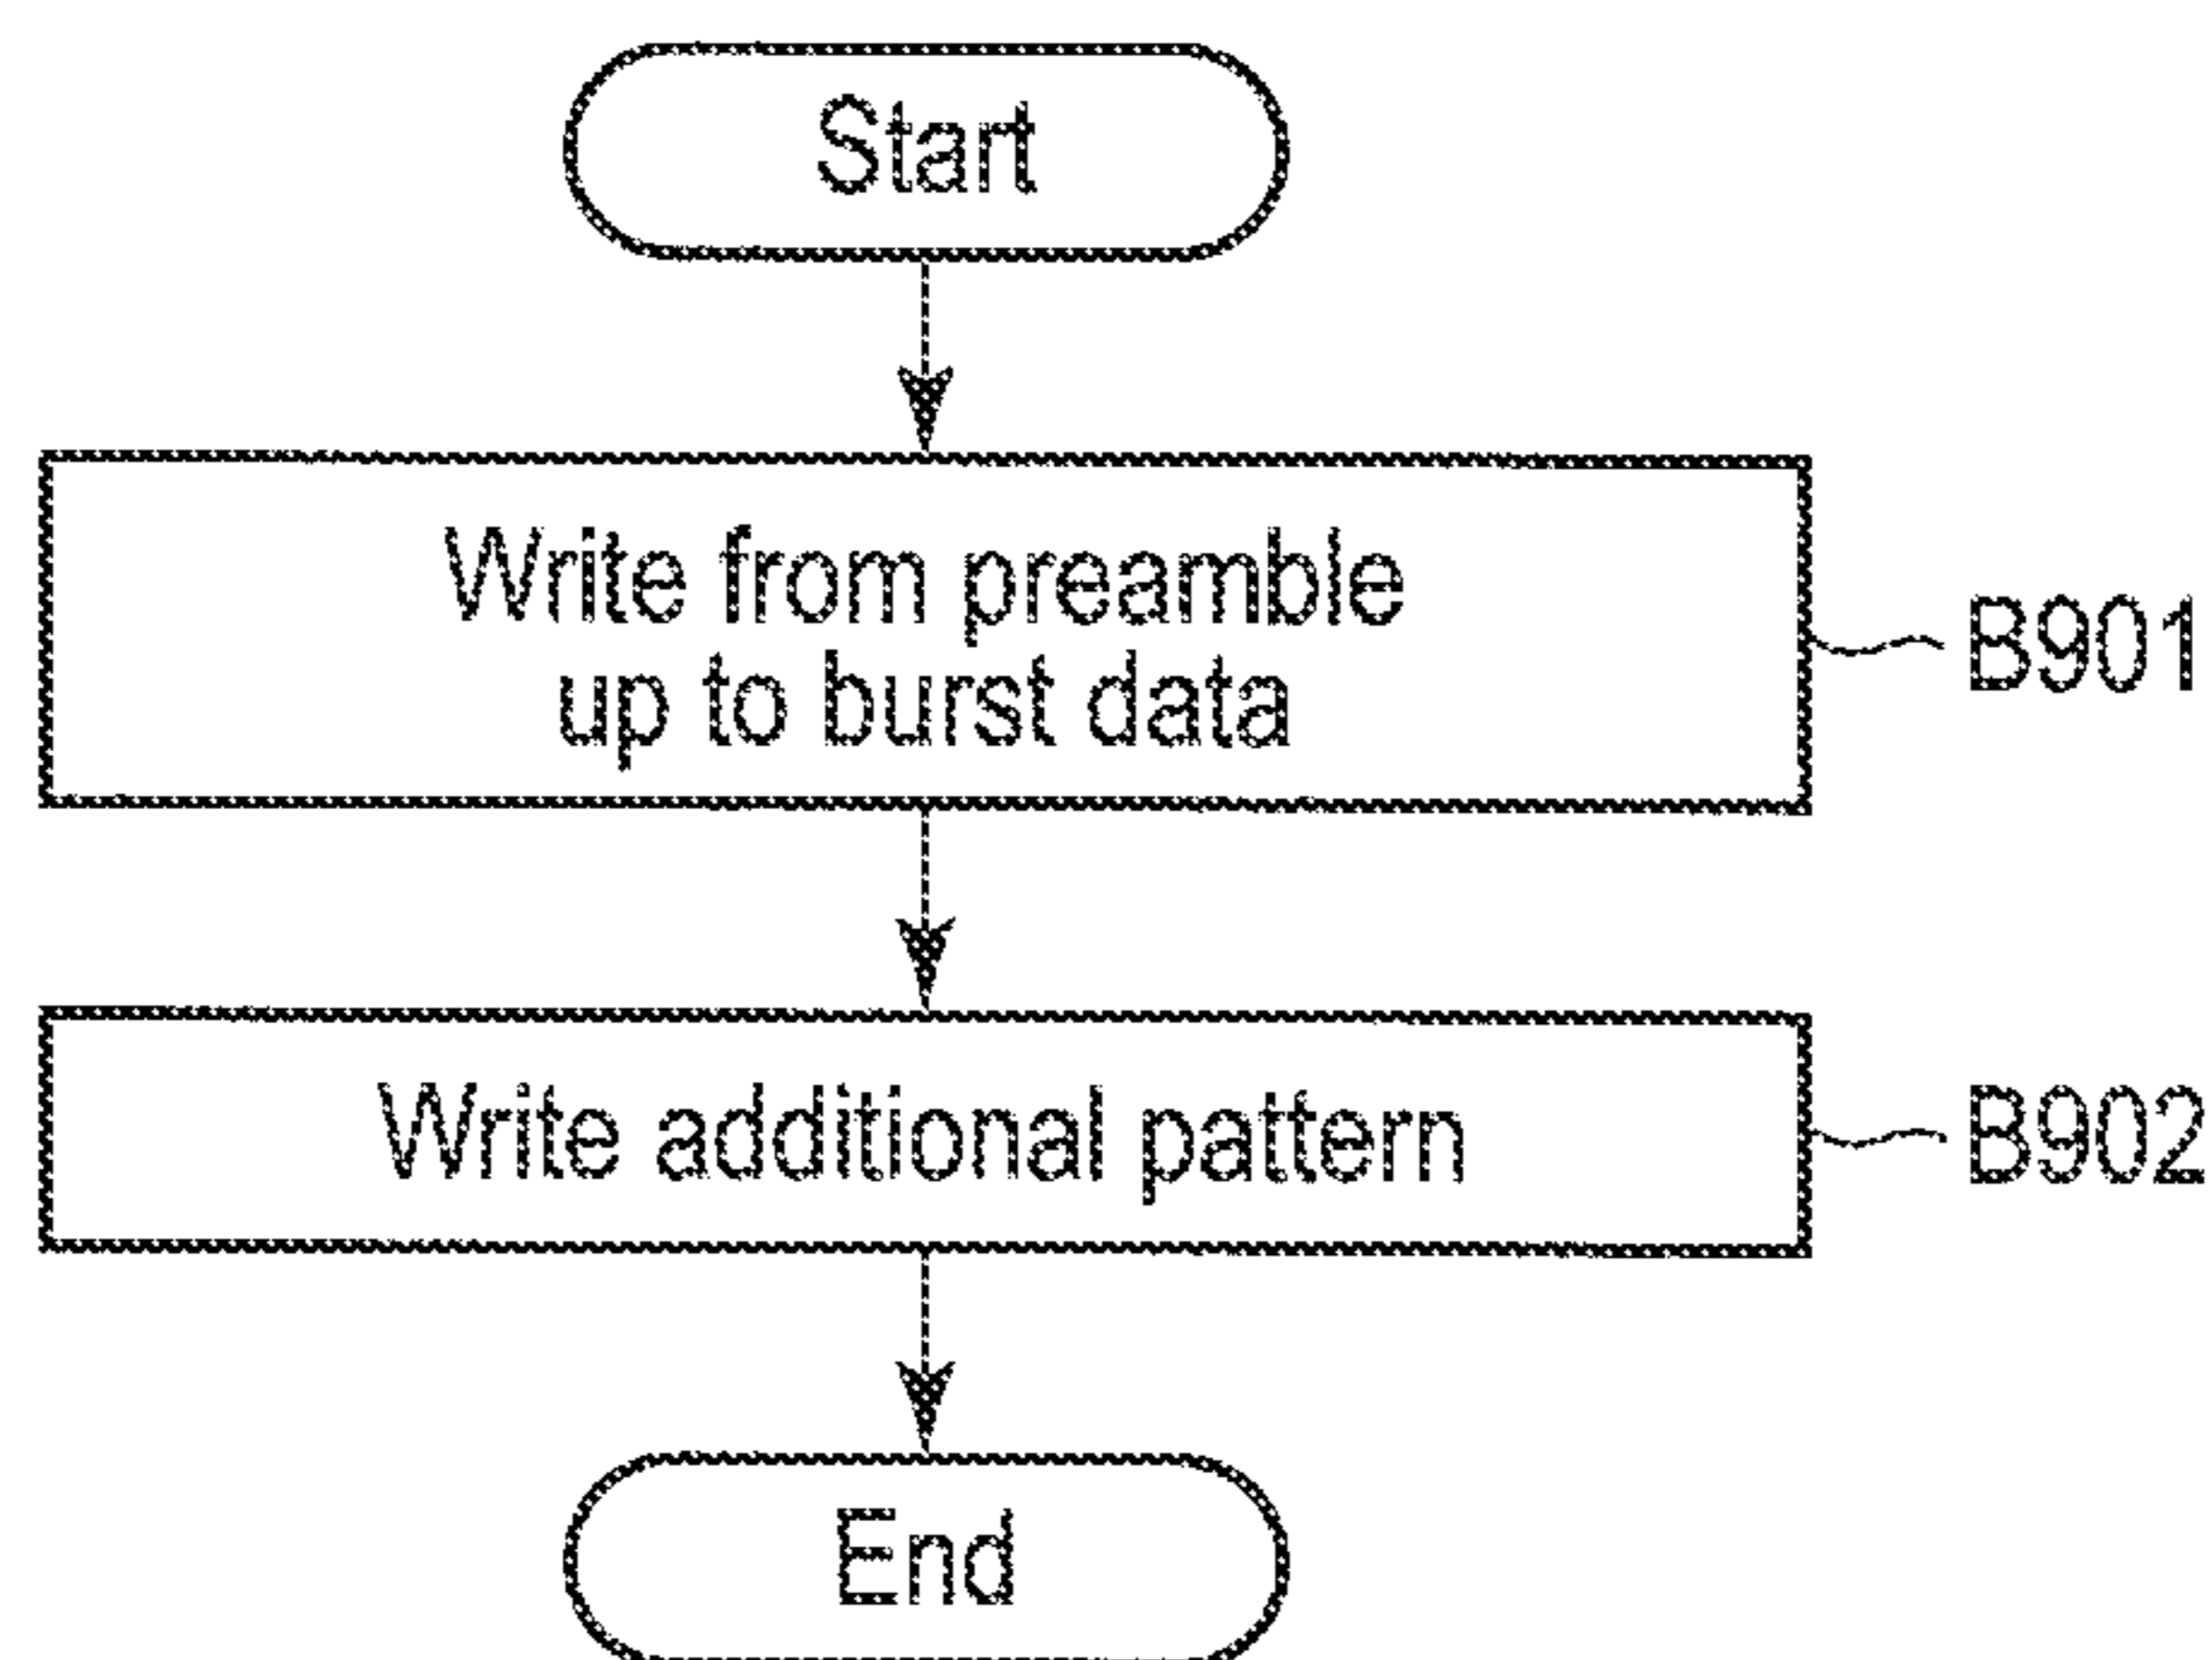 Start
Write from preamble
up to burst data
B901
Write additional pattern
B902
End